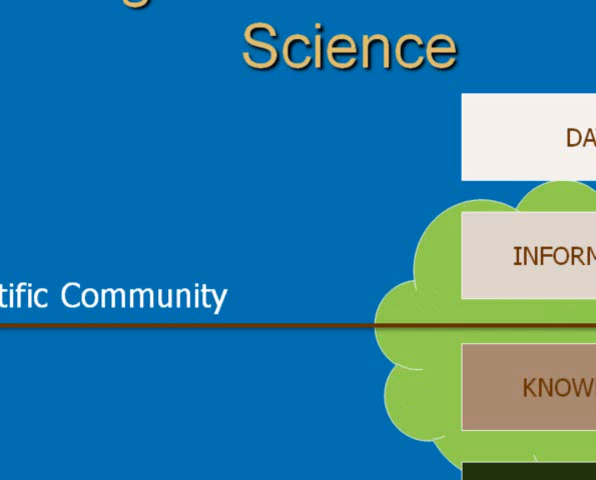 g
Science
DA
INFORM
tific Community
KNOW